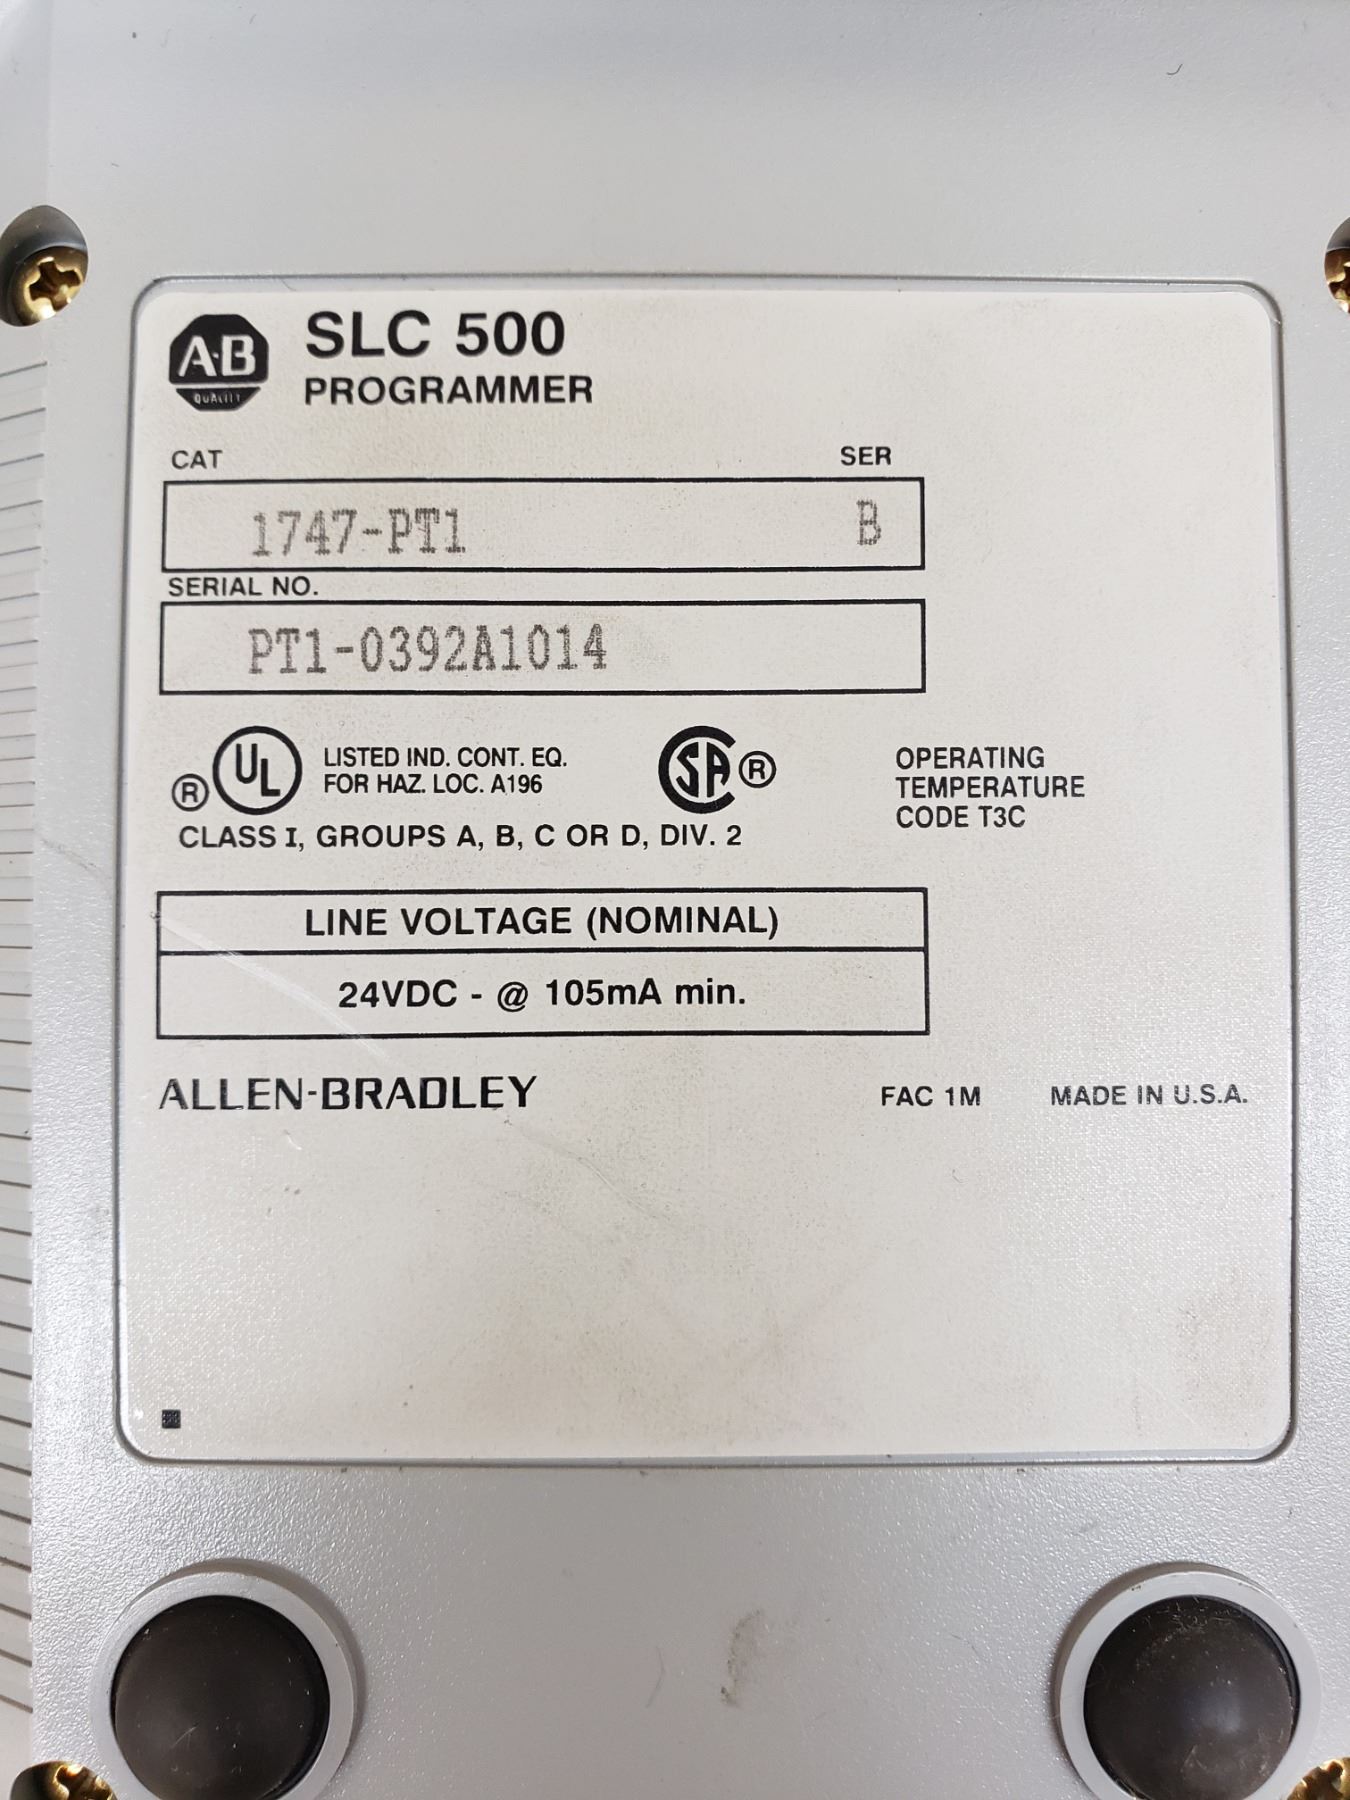 A·B
QUALITY
SLC 500
PROGRAMMER
CAT SER
1747-PT1 B
SERIAL NO.
PT1-0392A1014
® UL LISTED IND. CONT. EQ.
FOR HAZ. LOC. A196
SA ®
CLASS I, GROUPS A, B, C OR D, DIV. 2
OPERATING
TEMPERATURE
CODE T3C
LINE VOLTAGE (NOMINAL)
24VDC - @ 105mA min.
ALLEN-BRADLEY FAC 1M MADE IN U.S.A.